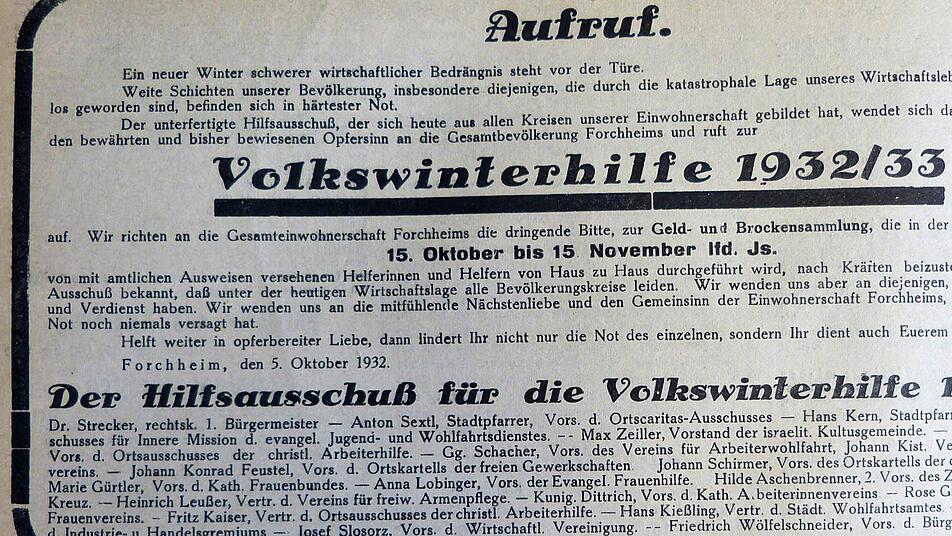 Aufruf.
Ein neuer Winter schwerer wirtschaftlicher Bedrängnis steht vor der Türe.
Weite Schichten unserer Bevölkerung, insbesondere diejenigen, die durch die katastrophale Lage unseres Wirtschaftsleb
los geworden sind, befinden sich in härtester Not.
Der unterfertigte Hilfsausschuß, der sich heute aus allen Kreisen unserer Einwohnerschaft gebildet hat, wendet sich da
den bewährten und bisher bewiesenen Opfersinn an die Gesamtbevölkerung Forchheims und ruft zur
Volkswinterhilfe 1932/33
auf. Wir richten an die Gesamteinwohnerschaft Forchheims die dringende Bitte, zur Geld- und Brockensammlung, die in der
15. Oktober bis 15. November lfd. Js.
von mit amtlichen Ausweisen versehenen Helferinnen und Helfern von Haus zu Haus durchgeführt wird, nach Kräften beizuste
Ausschuß bekannt, daß unter der heutigen Wirtschaftslage alle Bevölkerungskreise leiden. Wir wenden uns aber an diejenigen,
und Verdienst haben. Wir wenden uns an die mitfühlende Nächstenliebe und den Gemeinsinn der Einwohnerschaft Forchheims,
Not noch niemals versagt hat.
Helft weiter in opferbereiter Liebe, dann lindert Ihr nicht nur die Not des einzelnen, sondern Ihr dient auch Euerem
Forchheim, den 5. Oktober 1932.
Der Hilfsausschuß für die Volkswinterhilfe 1
Dr. Strecker, rechtsk. 1. Bürgermeister — Anton Sextl, Stadtpfarrer, Vors. d. Ortscaritas-Ausschusses — Hans Kern, Stadtpfarr
schusses für Innere Mission d. evangel. Jugend- und Wohlfahrtsdienstes. -- Max Zeiller, Vorstand der israelit. Kultusgemeinde. —
Vors. d. Ortsausschusses der christl. Arbeiterhilfe. — Gg. Schacher, Vors. des Vereins für Arbeiterwohlfahrt, Johann Kist, Ve
vereins. — Johann Konrad Feustel, Vors. d. Ortskartells der freien Gewerkschaften Johann Schirmer, Vors. des Ortskartells der c
Marie Gürtler, Vors. d. Kath. Frauenbundes. — Anna Lobinger, Vors. der Evangel. Frauenhilfe. Hilde Aschenbrenner, 2. Vors. des Z
Kreuz. — Heinrich Leußer, Vertr. d. Vereins für freiw. Armenpflege. — Kunig. Dittrich, Vors. d. Kath. A.beiterinnenvereins — Rose G
Frauenvereins. - Fritz Kaiser, Vertr. d. Ortsausschusses der christl. Arbeiterhilfe. — Hans Kießling, Vertr. d. Städt. Wohlfahrtsamtes
d. Industrie- u. Handelsgremiums — Josef Slosorz, Vors. d. Wirtschaftl. Vereinigung. -- Friedrich Wölfelschneider, Vors. d. Bürg